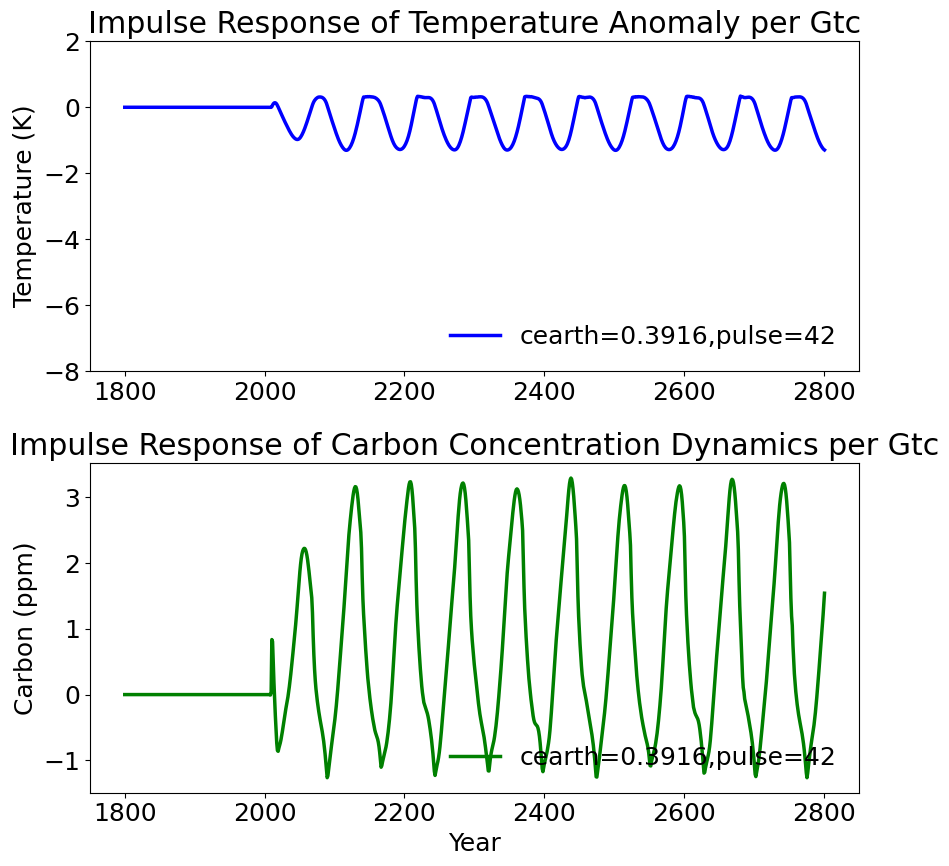 Impulse Response of Temperature Anomaly per Gtc
2
0
−2
−4
−6
−8
Temperature (K)
cearth=0.3916,pulse=42
1800 2000 2200 2400 2600 2800
Impulse Response of Carbon Concentration Dynamics per Gtc
3
2
1
0
−1
Carbon (ppm)
cearth=0.3916,pulse=42
1800 2000 2200 2400 2600 2800
Year